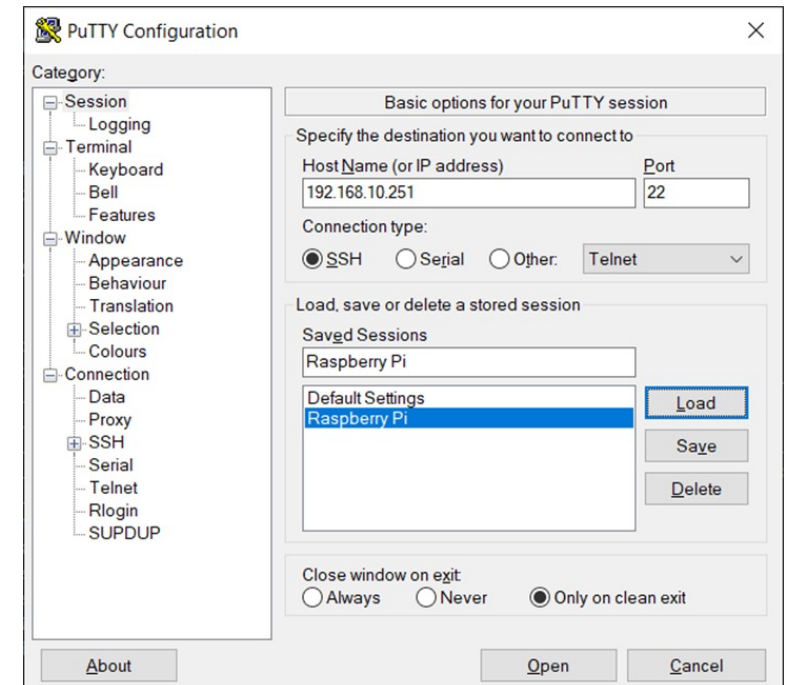 PuTTY Configuration
Category:
Session
Logging
Terminal
Keyboard
Bell
Features
Window
Appearance
Behaviour
Translation
Selection
Colours
Connection
Data
Proxy
SSH
Serial
Telnet
Rlogin
SUPDUP
Basic options for your PuTTY session
Specify the destination you want to connect to
Host Name (or IP address) Port
192.168.10.251 22
Connection type:
SSH Serial Other: Telnet
Load, save or delete a stored session
Saved Sessions
Raspberry Pi
Default Settings
Raspberry Pi
Load
Save
Delete
Close window on exit:
Always Never Only on clean exit
About Open Cancel